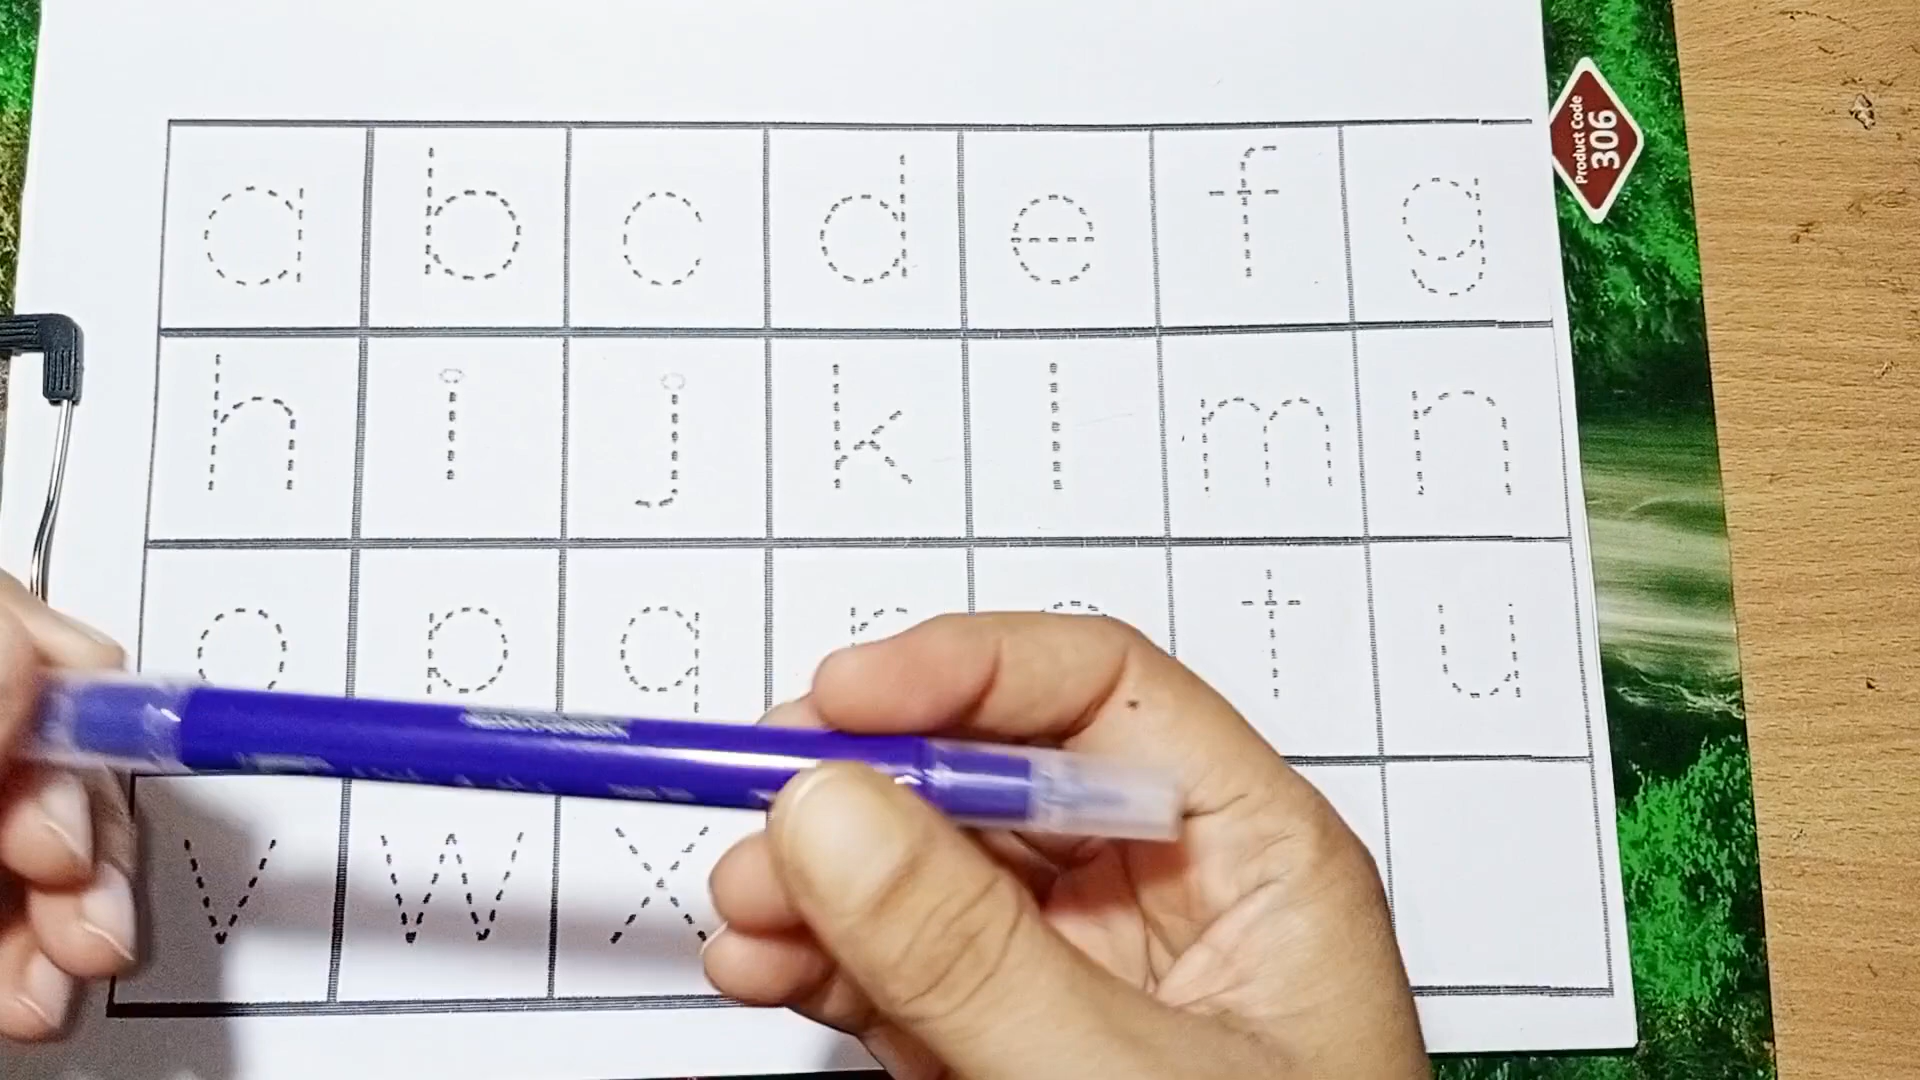 a b c d e f g
Product Code
306
h i j k l m n
o p q r t u
v w x